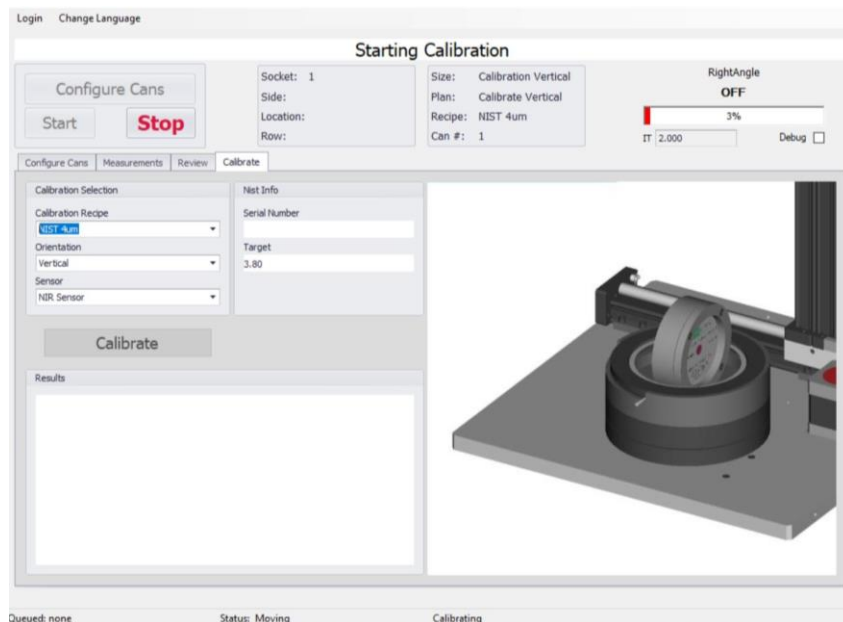 Login Change Language
Starting Calibration
Configure Cans
Start Stop
Socket: 1
Side:
Location:
Row:
Size: Calibration Vertical
Plan: Calibrate Vertical
Recipe: NIST 4um
Can #: 1
RightAngle
OFF
3%
IT 2.000 Debug
Configure Cans Measurements Review Calibrate
Calibration Selection
Calibration Recipe
NIST 4um
Orientation
Vertical
Sensor
NIR Sensor
Nist Info
Serial Number
Target
3.80
Calibrate
Results
Queued: none Status: Moving Calibrating